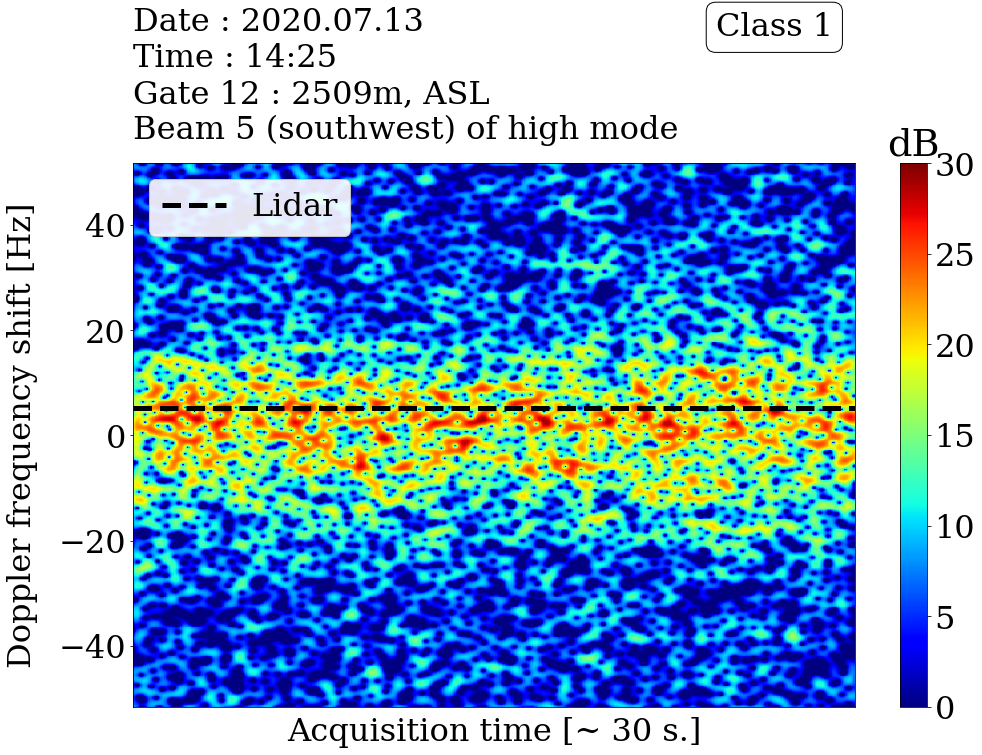 Date : 2020.07.13
Time : 14:25
Gate 12 : 2509m, ASL
Beam 5 (southwest) of high mode
Class 1
dB
Lidar
Doppler frequency shift [Hz]
40
20
0
−20
−40
30
25
20
15
10
5
0
Acquisition time [~ 30 s.]